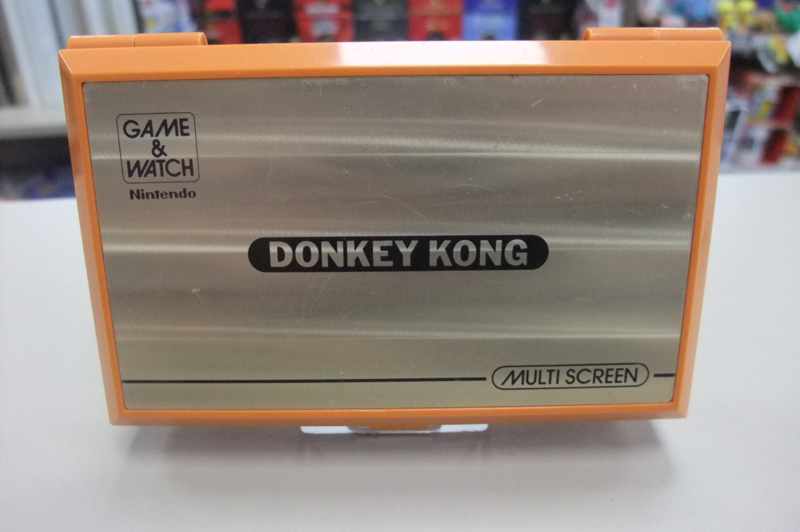 GAME
&
WATCH
Nintendo
DONKEY KONG
MULTI SCREEN